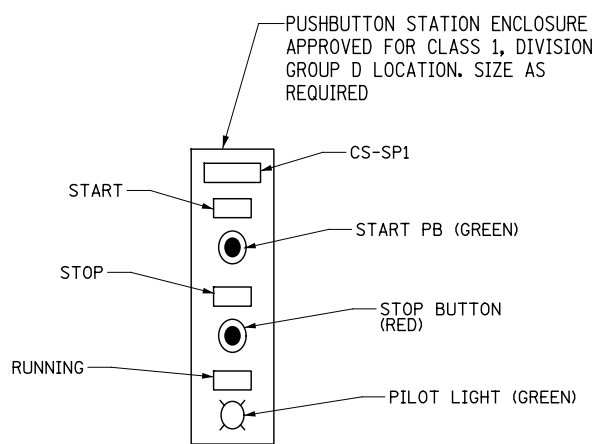 PUSHBUTTON STATION ENCLOSURE
APPROVED FOR CLASS 1, DIVISION
GROUP D LOCATION. SIZE AS
REQUIRED
CS-SP1
START
START PB (GREEN)
STOP
STOP BUTTON
(RED)
RUNNING
PILOT LIGHT (GREEN)